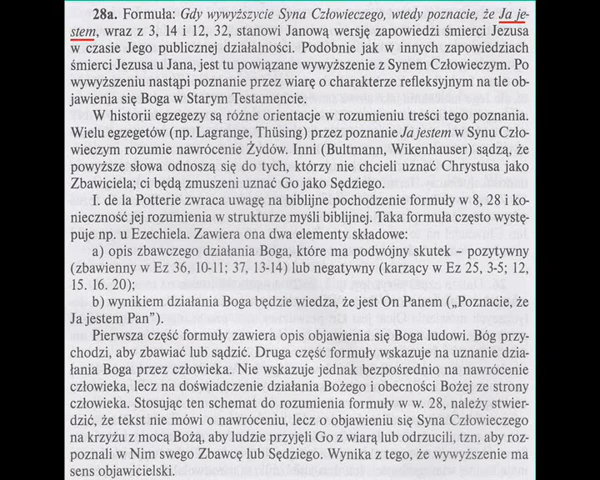 28a. Formuła: Gdy wywyższycie Syna Człowieczego, wtedy poznacie, że Ja je-
stem, wraz z 3, 14 i 12, 32, stanowi Janową wersję zapowiedzi śmierci Jezusa
w czasie Jego publicznej działalności. Podobnie jak w innych zapowiedziach
śmierci Jezusa u Jana, jest tu powiązane wywyższenie z Synem Człowieczym. Po
wywyższeniu nastąpi poznanie przez wiarę o charakterze refleksyjnym na tle ob-
jawienia się Boga w Starym Testamencie.
W historii egzegezy są różne orientacje w rozumieniu treści tego poznania.
Wielu egzegetów (np. Lagrange, Thüsing) przez poznanie Ja jestem w Synu Czło-
wieczym rozumie nawrócenie Żydów. Inni (Bultmann, Wikenhauser) sądzą, że
powyższe słowa odnoszą się do tych, którzy nie chcieli uznać Chrystusa jako
Zbawiciela; ci będą zmuszeni uznać Go jako Sędziego.
I. de la Potterie zwraca uwagę na biblijne pochodzenie formuły w 8, 28 i ko-
nieczność jej rozumienia w strukturze myśli biblijnej. Taka formuła często wystę-
puje np. u Ezechiela. Zawiera ona dwa elementy składowe:
a) opis zbawczego działania Boga, które ma podwójny skutek - pozytywny
(zbawienny w Ez 36, 10-11; 37, 13-14) lub negatywny (karzący w Ez 25, 3-5; 12,
15. 16. 20);
b) wynikiem działania Boga będzie wiedza, że jest On Panem („Poznacie, że
Ja jestem Pan”).
Pierwsza część formuły zawiera opis objawienia się Boga ludowi. Bóg przy-
chodzi, aby zbawiać lub sądzić. Druga część formuły wskazuje na uznanie dzia-
łania Boga przez człowieka. Nie wskazuje jednak bezpośrednio na nawrócenie
człowieka, lecz na doświadczenie działania Bożego i obecności Bożej ze strony
człowieka. Stosując ten schemat do rozumienia formuły w w. 28, należy stwier-
dzić, że tekst nie mówi o nawróceniu, lecz o objawieniu się Syna Człowieczego
na krzyżu z mocą Bożą, aby ludzie przyjęli Go z wiarą lub odrzucili, tzn. aby roz-
poznali w Nim swego Zbawcę lub Sędziego. Wynika z tego, że wywyższenie ma
sens objawicielski.